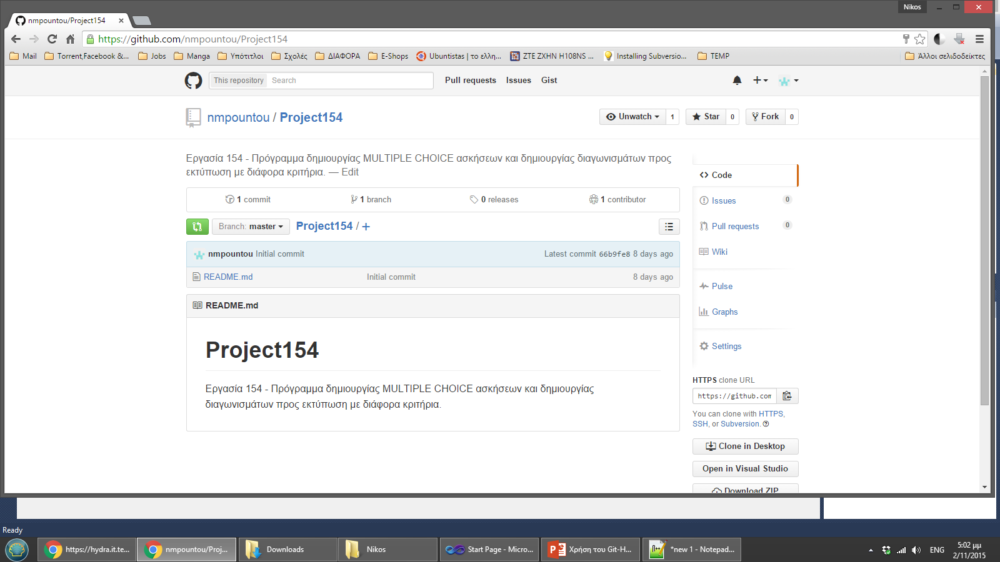 Nikos
nmpountou/Project154
https://github.com/nmpountou/Project154
Mail Torrent,Facebook &... Jobs Manga Υπότιτλοι Σχολές ΔΙΑΦΟΡΑ E-Shops Ubuntistas | το ελλη... ZTE ZXHN H108NS ... Installing Subversio... TEMP Άλλοι σελιδοδείκτες
This repository Search Pull requests Issues Gist
nmpountou / Project154 Unwatch 1 Star 0 Fork 0
Εργασία 154 - Πρόγραμμα δημιουργίας MULTIPLE CHOICE ασκήσεων και δημιουργίας διαγωνισμάτων προς
εκτύπωση με διάφορα κριτήρια. — Edit
1 commit 1 branch 0 releases 1 contributor
Branch: master Project154 / +
nmpountou Initial commit Latest commit 66b9fe8 8 days ago
README.md Initial commit 8 days ago
README.md
Project154
Εργασία 154 - Πρόγραμμα δημιουργίας MULTIPLE CHOICE ασκήσεων και δημιουργίας
διαγωνισμάτων προς εκτύπωση με διάφορα κριτήρια.
Code
Issues 0
Pull requests 0
Wiki
Pulse
Graphs
Settings
HTTPS clone URL
https://github.com
You can clone with HTTPS,
SSH, or Subversion.
Clone in Desktop
Open in Visual Studio
Download ZIP
Ready
https://hydra.it.te... nmpountou/Proj... Downloads Nikos Start Page - Micro... Χρήση του Git-H... *new 1 - Notepad... ENG 5:02 μμ
2/11/2015